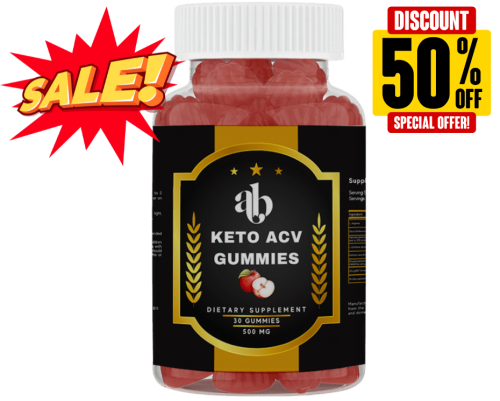 SALE!
DISCOUNT
50%
OFF
SPECIAL OFFER!
ab
KETO ACV
GUMMIES
DIETARY SUPPLEMENT
30 GUMMIES
500 MG